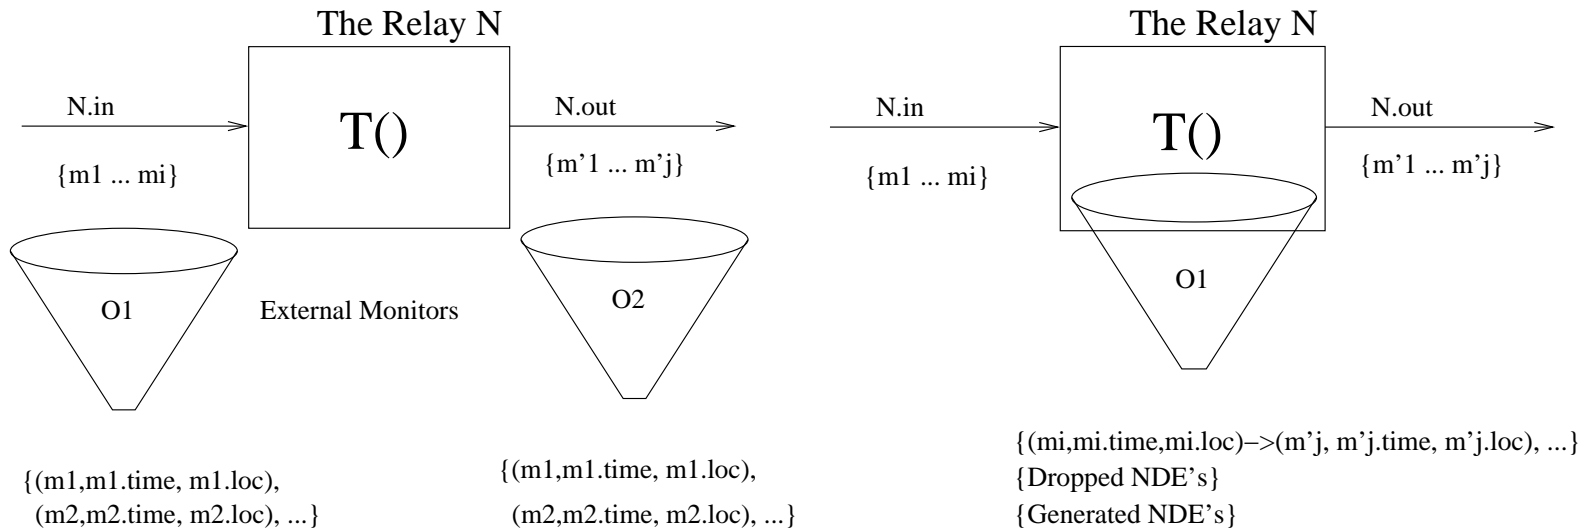 The Relay N
N.in
T()
N.out
{m1 ... mi}
{m'1 ... m'j}
O1
External Monitors
O2
{(m1,m1.time, m1.loc),
(m2,m2.time, m2.loc), ...}
{(m1,m1.time, m1.loc),
(m2,m2.time, m2.loc), ...}
The Relay N
N.in
T()
N.out
{m1 ... mi}
{m'1 ... m'j}
O1
{(mi,mi.time,mi.loc)–>(m'j, m'j.time, m'j.loc), ...}
{Dropped NDE's}
{Generated NDE's}